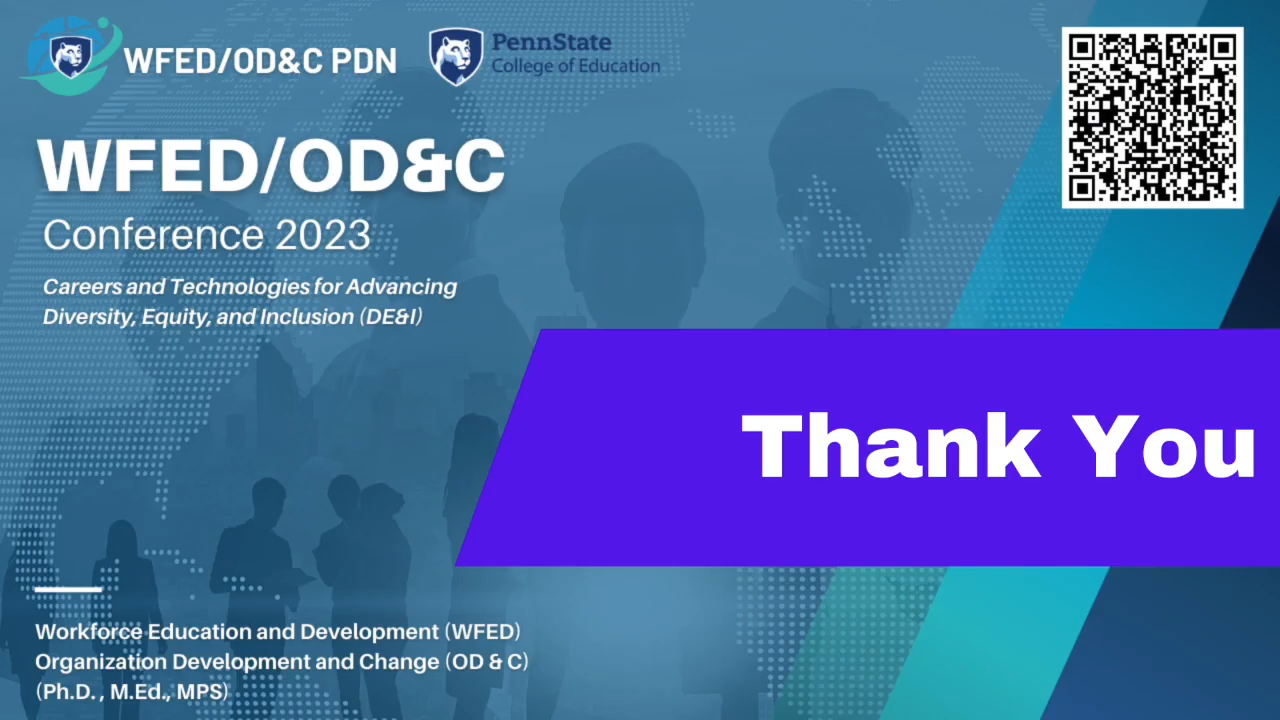 WFED/OD&C PDN
PennState
College of Education
WFED/OD&C
Conference 2023
Careers and Technologies for Advancing
Diversity, Equity, and Inclusion (DE&I)
Thank You
Workforce Education and Development (WFED)
Organization Development and Change (OD & C)
(Ph.D. , M.Ed., MPS)